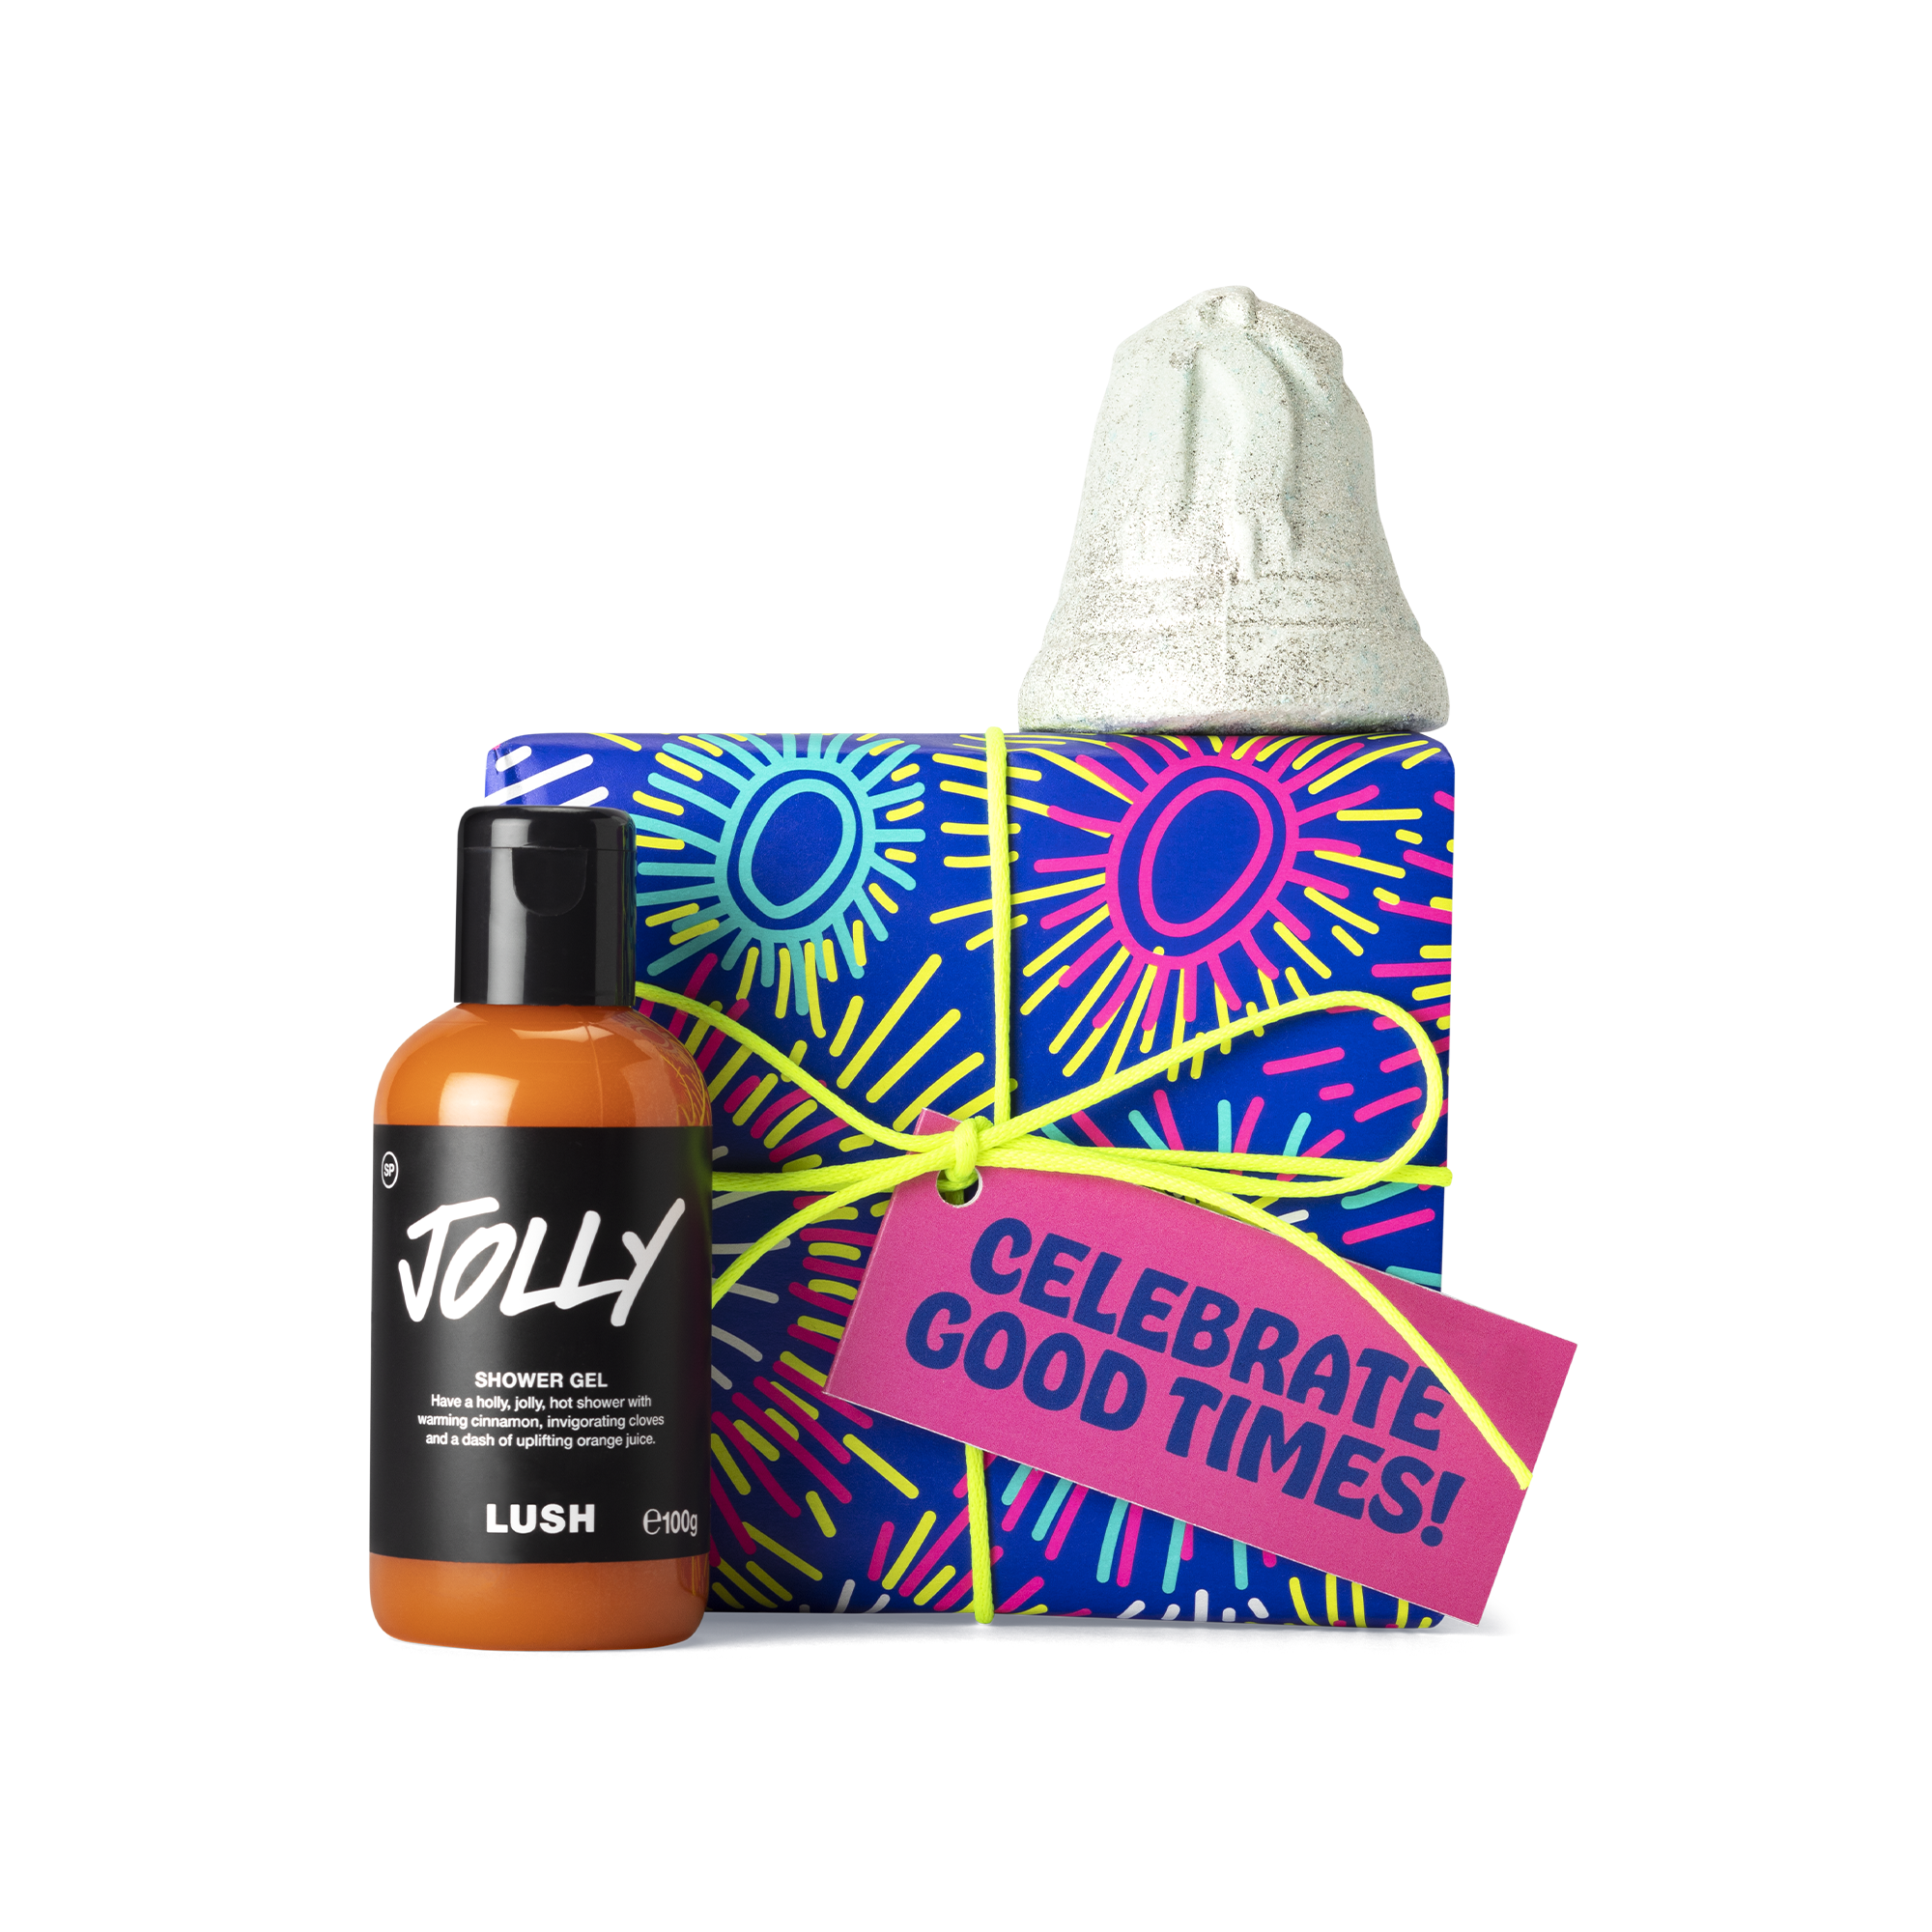 SP
JOLLY
SHOWER GEL
Have a holly, jolly, hot shower with
warming cinnamon, invigorating cloves
and a dash of uplifting orange juice.
LUSH ℮100g
CELEBRATE
GOOD TIMES!